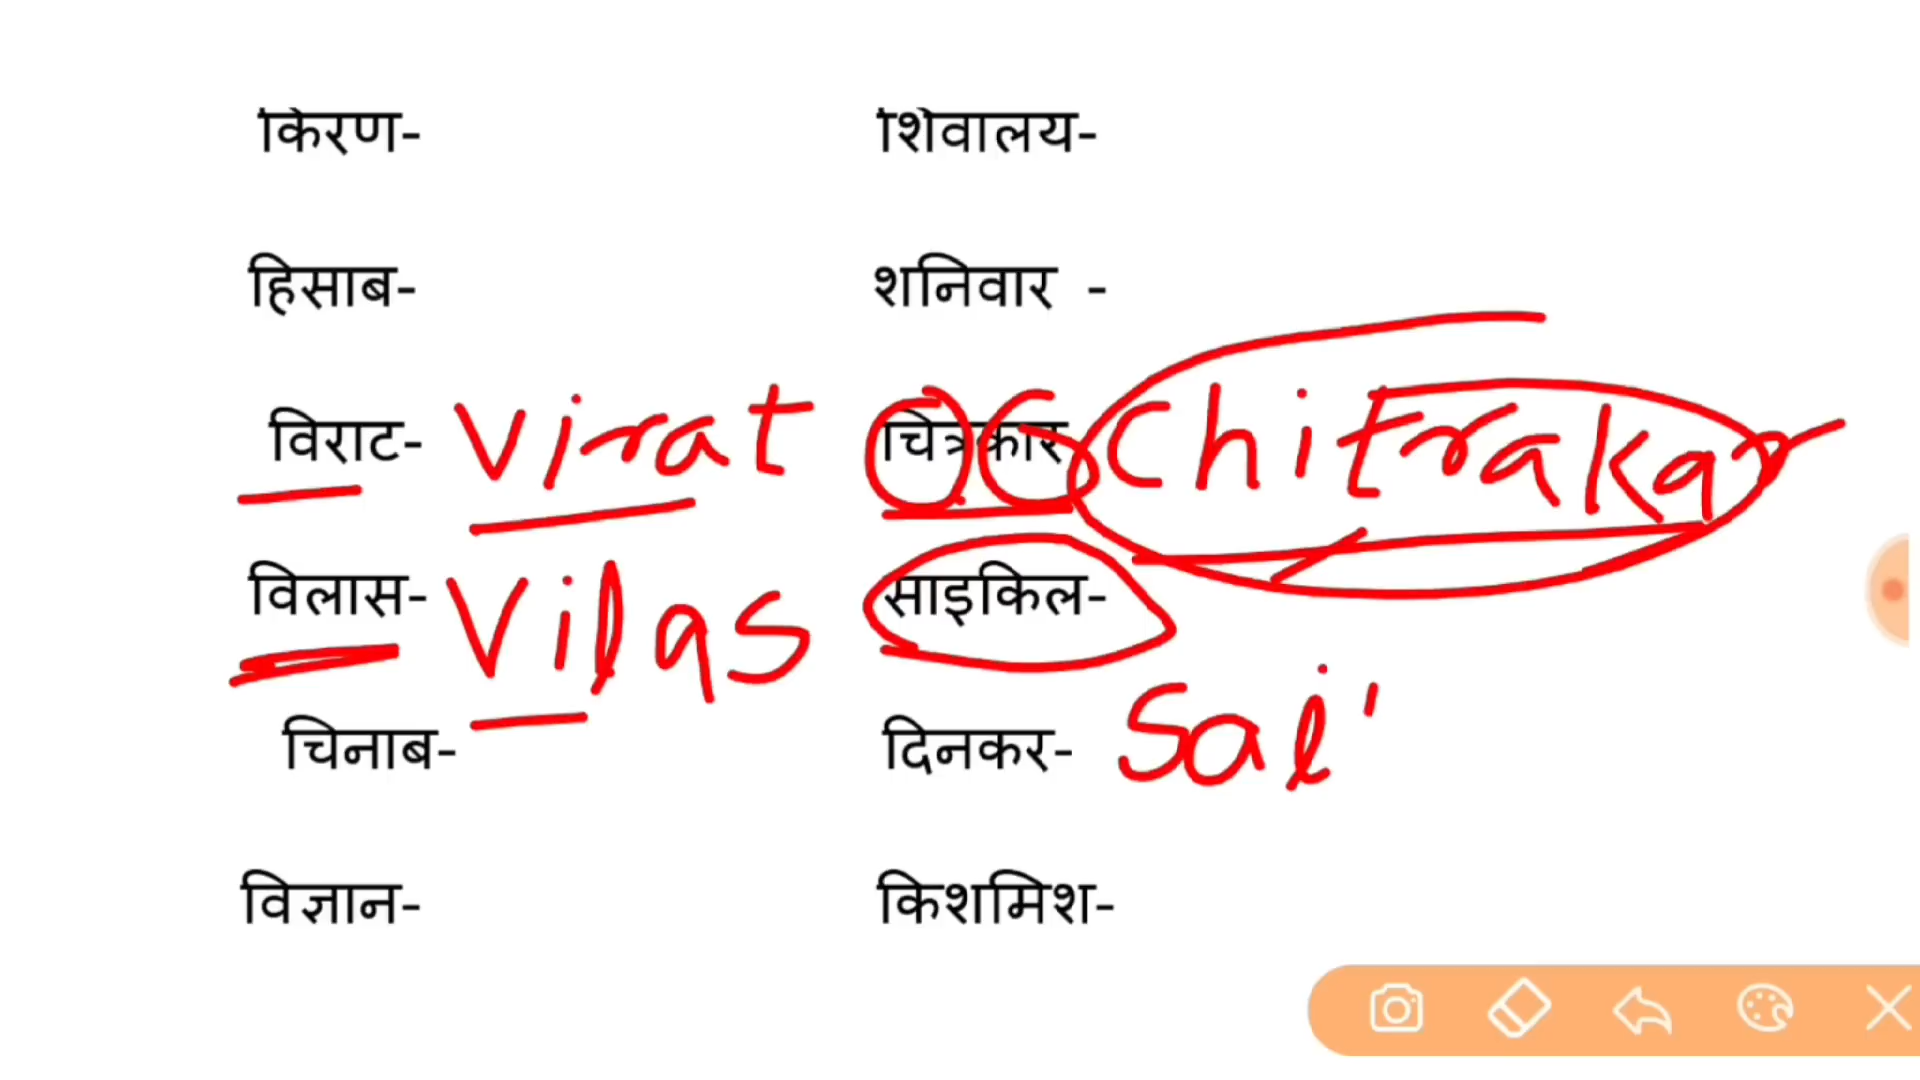 किरण- शिवालय-
हिसाब- शनिवार -
विराट- Virat चित्रकार Chitrakar
विलास- Vilas साइकिल-
चिनाब- दिनकर- Sai'
विज्ञान- किशमिश-